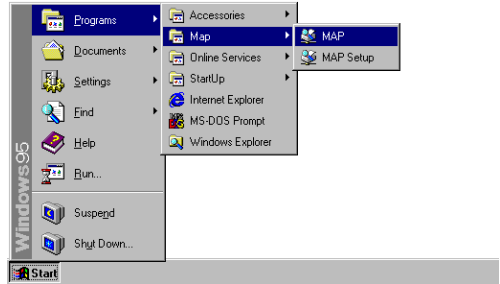 Programs
Documents
Settings
Find
Help
Run...
Suspend
Shut Down...
Windows95
Start
Accessories
Map
Online Services
StartUp
Internet Explorer
MS-DOS Prompt
Windows Explorer
MAP
MAP Setup